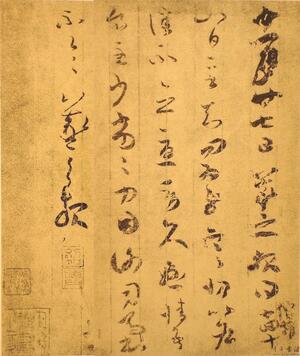 十一月廿七日羲之報得十四十
八日二書知問為慰寒切比各
佳不念憂勞久懸情吾
食至少劣劣力因謝司馬書
不一一羲之報